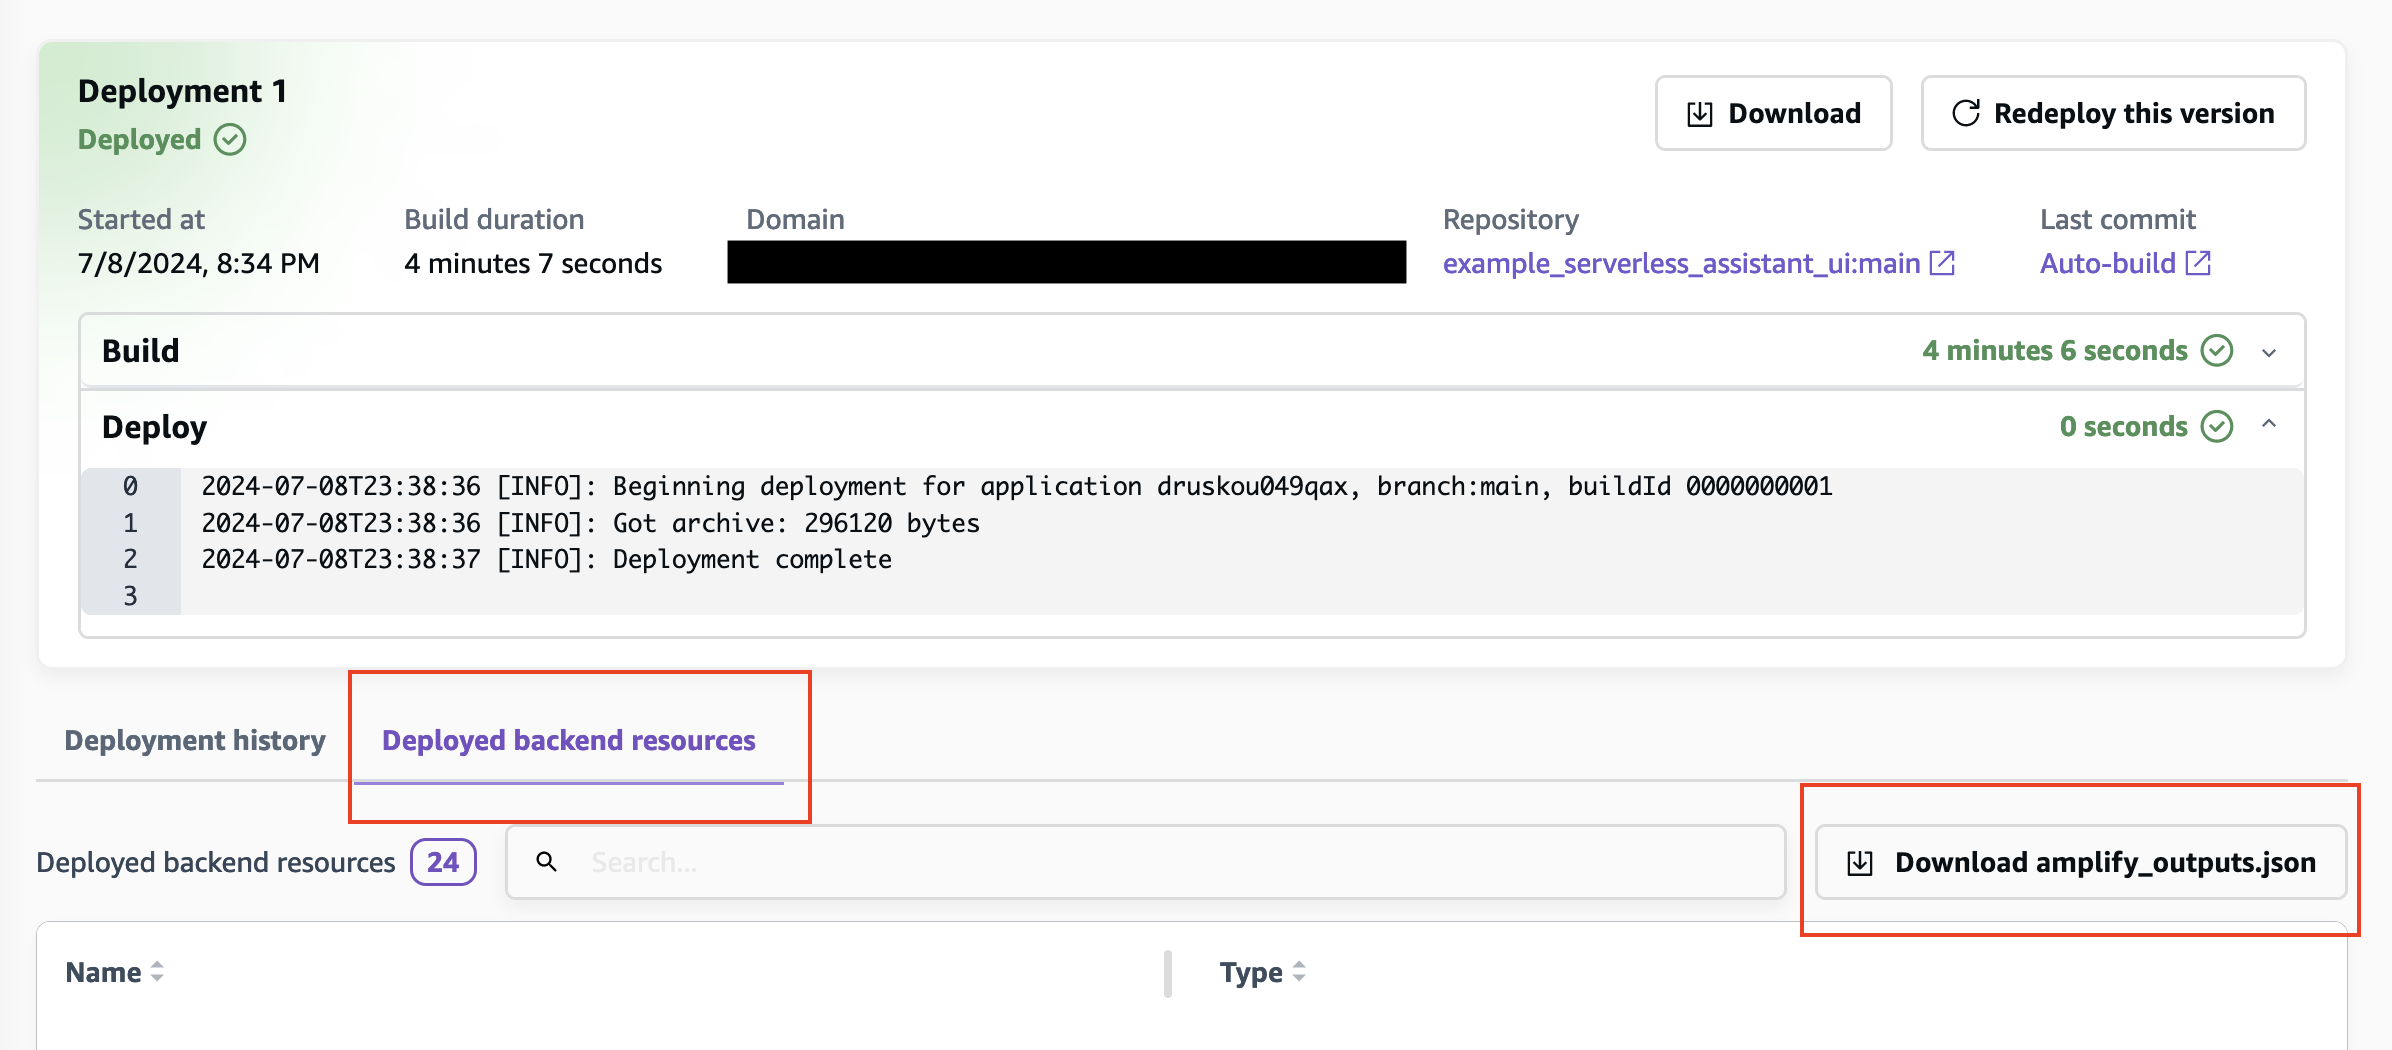 Deployment 1
Deployed
Download
Redeploy this version
Started at
7/8/2024, 8:34 PM
Build duration
4 minutes 7 seconds
Domain
Repository
example_serverless_assistant_ui:main
Last commit
Auto-build
Build
4 minutes 6 seconds
Deploy
0 seconds
0 2024-07-08T23:38:36 [INFO]: Beginning deployment for application druskou049qax, branch:main, buildId 0000000001
1 2024-07-08T23:38:36 [INFO]: Got archive: 296120 bytes
2 2024-07-08T23:38:37 [INFO]: Deployment complete
3
Deployment history
Deployed backend resources
Deployed backend resources 24
Search...
Download amplify_outputs.json
Name
Type